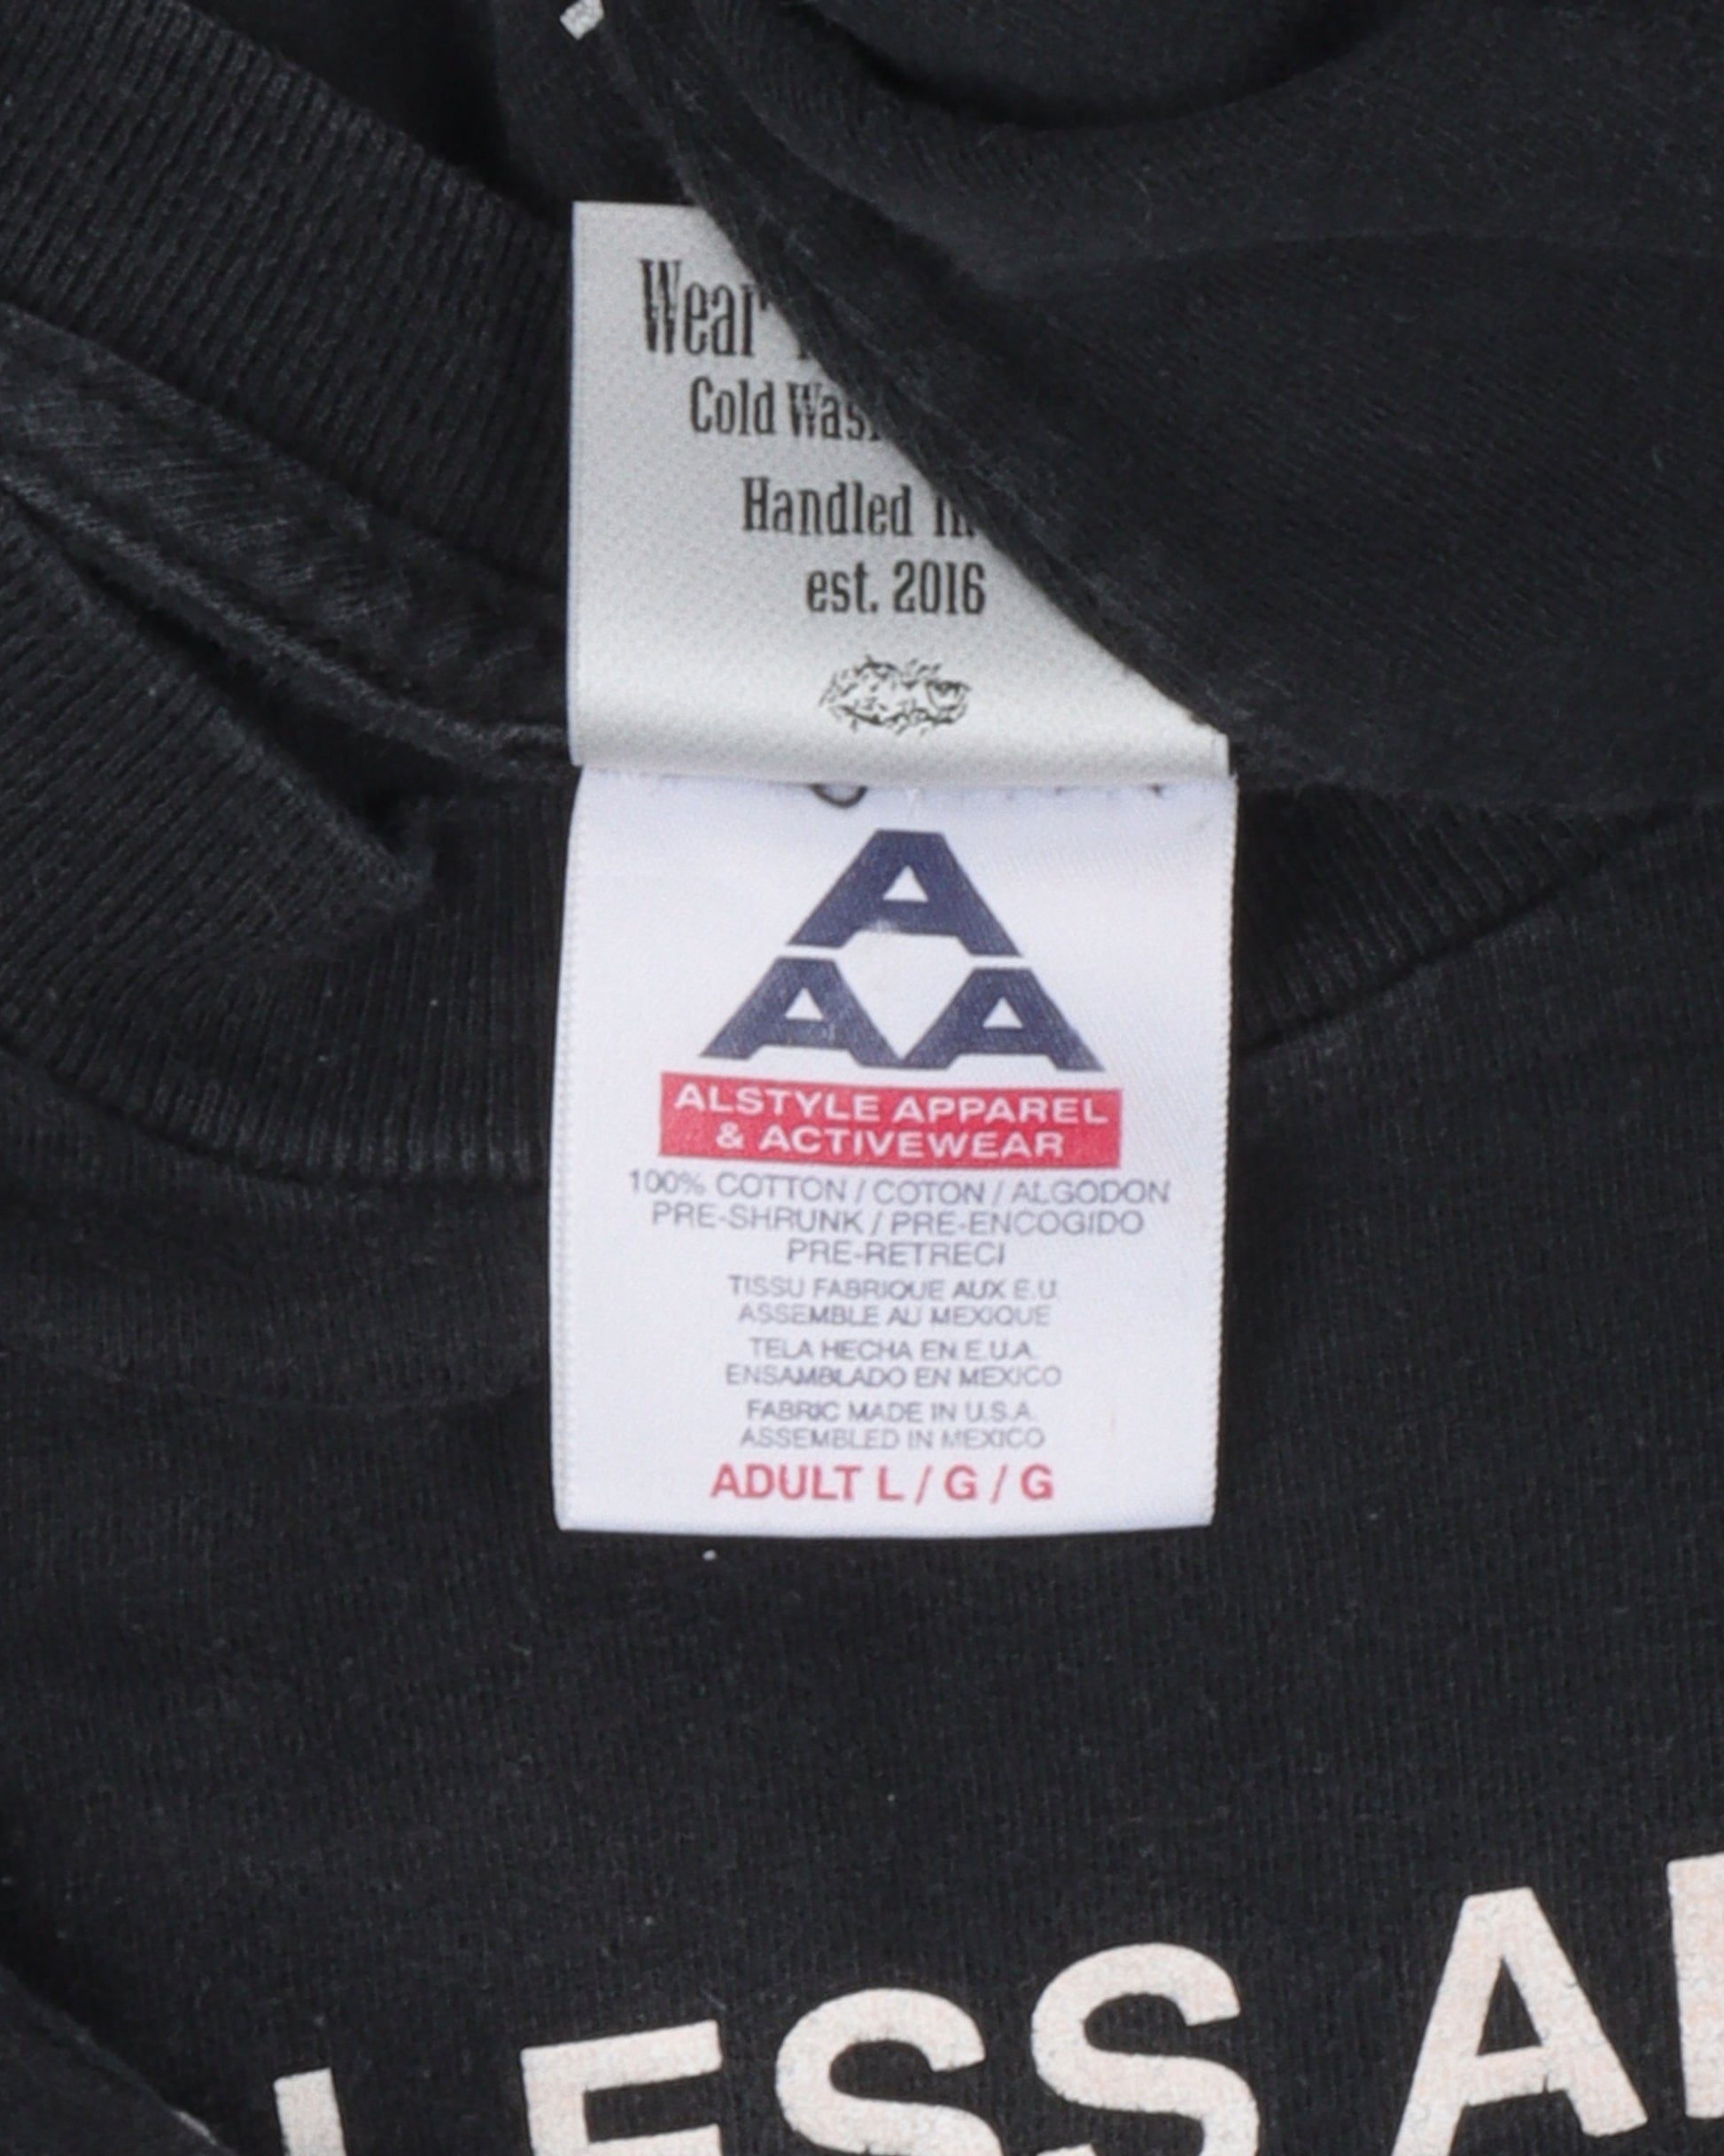 Wear
Cold
Handled
est. 2016
A
A A
ALSTYLE APPAREL
& ACTIVEWEAR
100% COTTON / COTON / ALGODON
PRE-SHRUNK / PRE-ENCOGIDO
PRE-RETRECI
TISSU FABRIQUE AUX E.U.
ASSEMBLE AU MEXIQUE
TELA HECHA EN E.U.A.
ENSAMBLADO EN MEXICO
FABRIC MADE IN U.S.A.
ASSEMBLED IN MEXICO
ADULT L / G / G
LESS